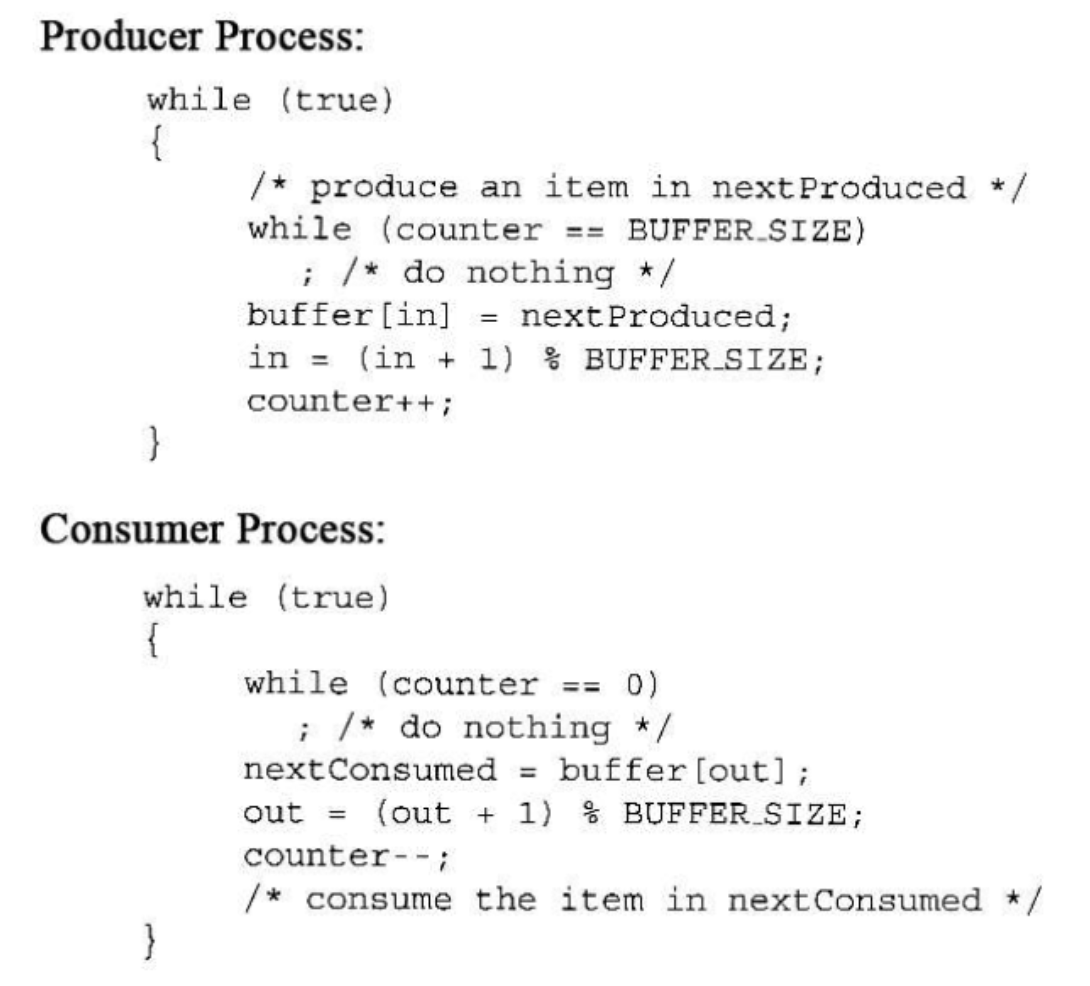 Producer Process:
while (true)
{
/* produce an item in nextProduced */
while (counter == BUFFER_SIZE)
; /* do nothing */
buffer[in] = nextProduced;
in = (in + 1) % BUFFER_SIZE;
counter++;
}
Consumer Process:
while (true)
{
while (counter == 0)
; /* do nothing */
nextConsumed = buffer[out];
out = (out + 1) % BUFFER_SIZE;
counter--;
/* consume the item in nextConsumed */
}